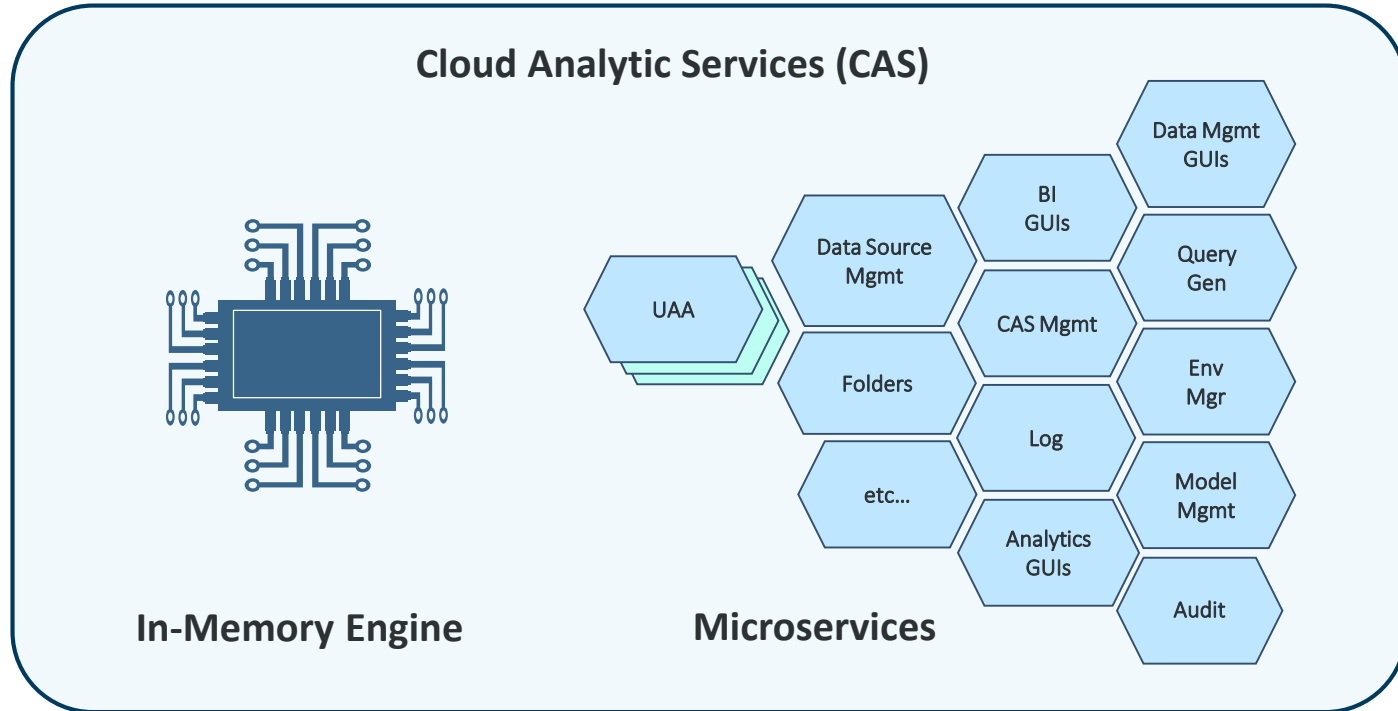 Cloud Analytic Services (CAS)
In-Memory Engine
Microservices
UAA
Data Source
Mgmt
Folders
etc...
BI
GUIs
CAS Mgmt
Log
Analytics
GUIs
Data Mgmt
GUIs
Query
Gen
Env
Mgr
Model
Mgmt
Audit